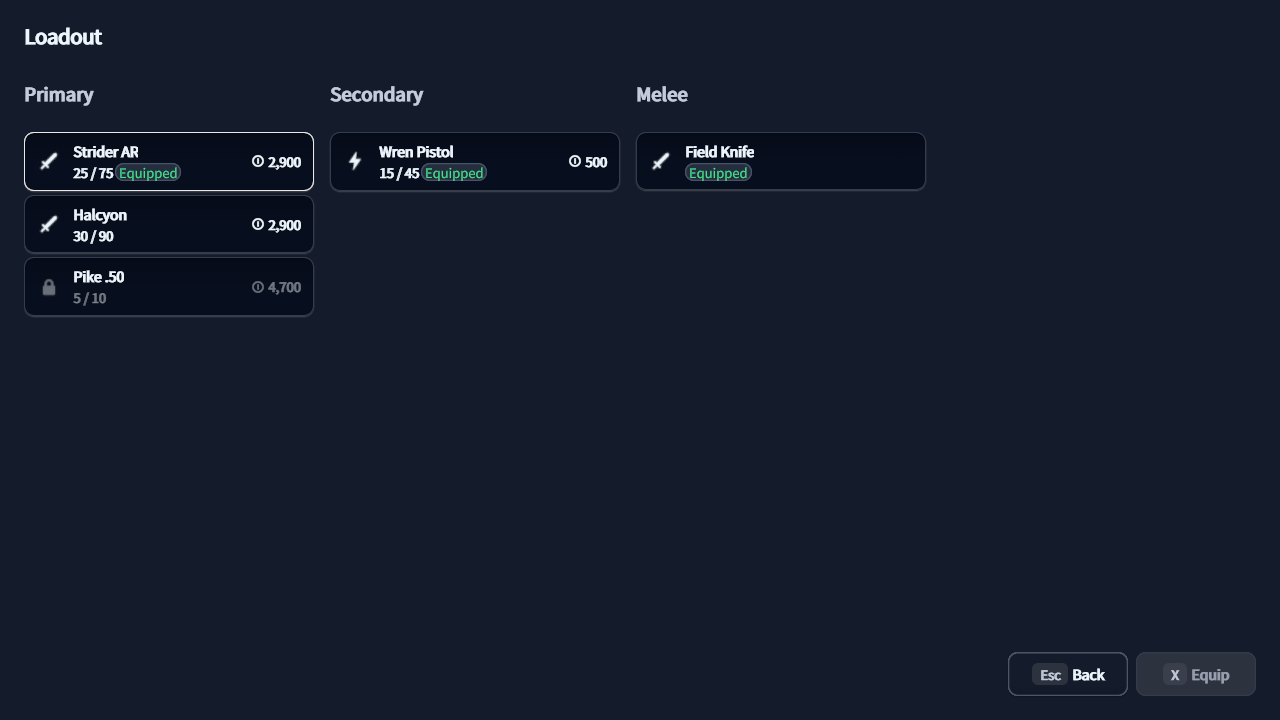 Loadout
Primary
Strider AR
25 / 75 Equipped
2,900
Halcyon
30 / 90
2,900
Pike .50
5 / 10
4,700
Secondary
Wren Pistol
15 / 45 Equipped
500
Melee
Field Knife
Equipped
Esc Back
X Equip